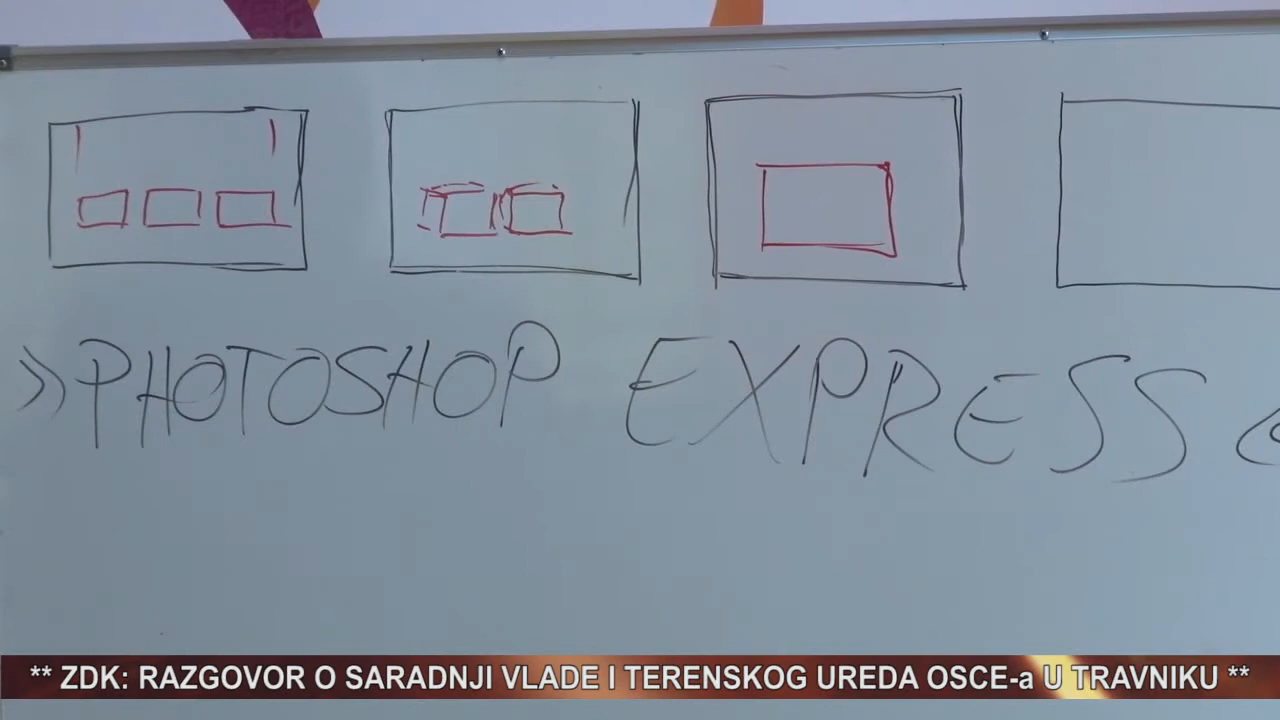 »PHOTOSHOP EXPRESS
** ZDK: RAZGOVOR O SARADNJI VLADE I TERENSKOG UREDA OSCE-a U TRAVNIKU **